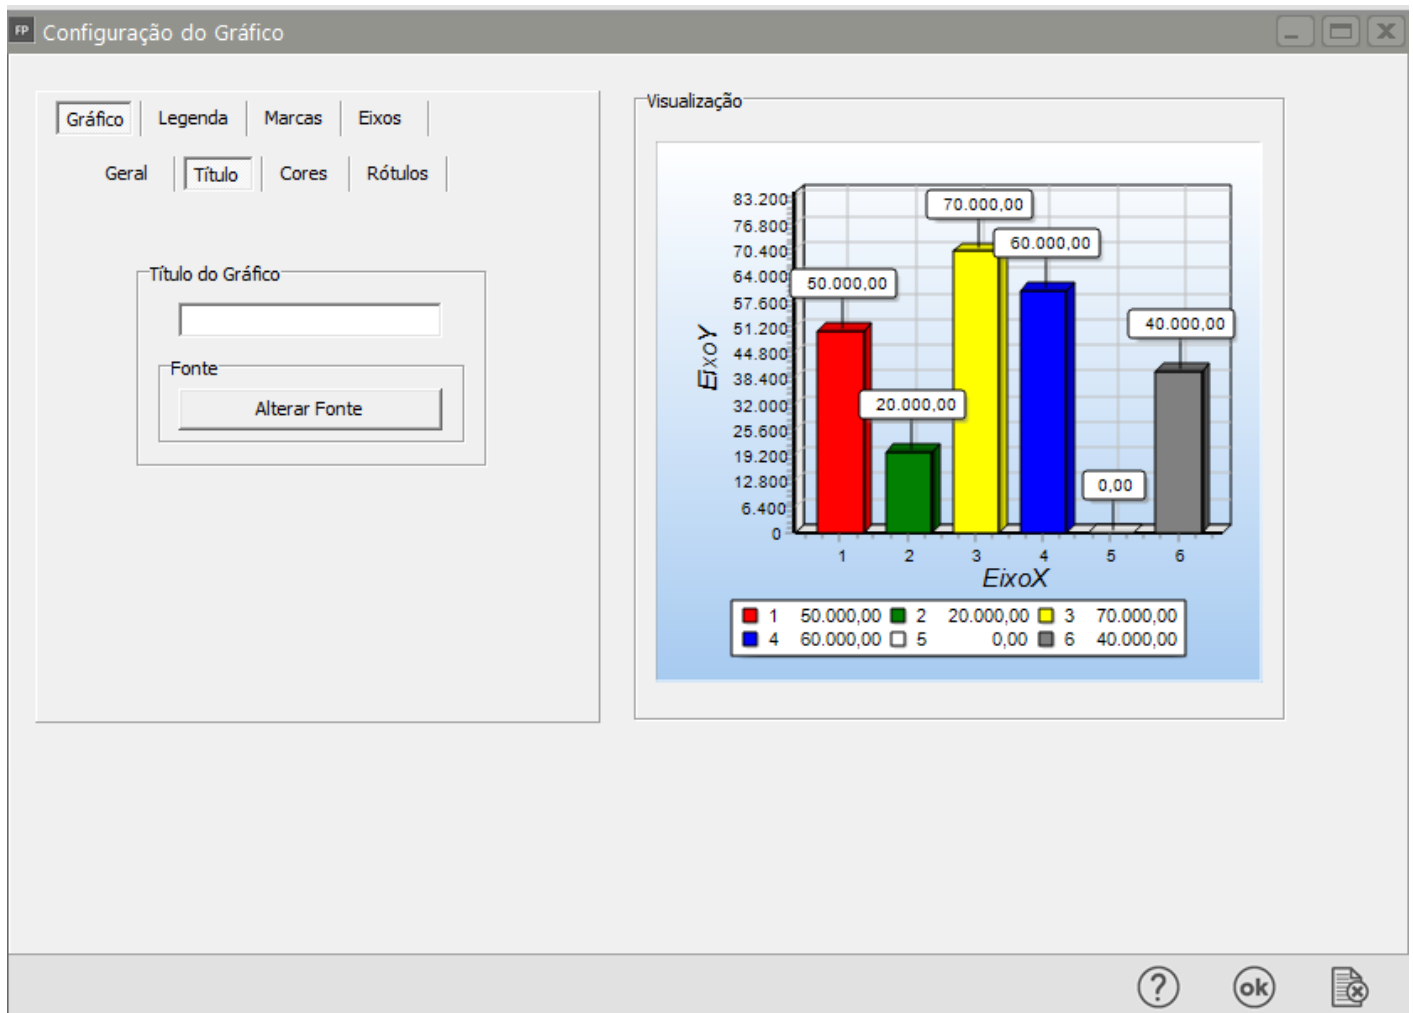 FP Configuração do Gráfico
Gráfico Legenda Marcas Eixos
Geral Título Cores Rótulos
Título do Gráfico
Fonte
Alterar Fonte
Visualização
83.200
76.800
70.400
64.000
57.600
51.200
44.800
38.400
32.000
25.600
19.200
12.800
6.400
0
EixoY
50.000,00
20.000,00
70.000,00
60.000,00
0,00
40.000,00
1 2 3 4 5 6
EixoX
1 50.000,00 2 20.000,00 3 70.000,00
4 60.000,00 5 0,00 6 40.000,00
? ok